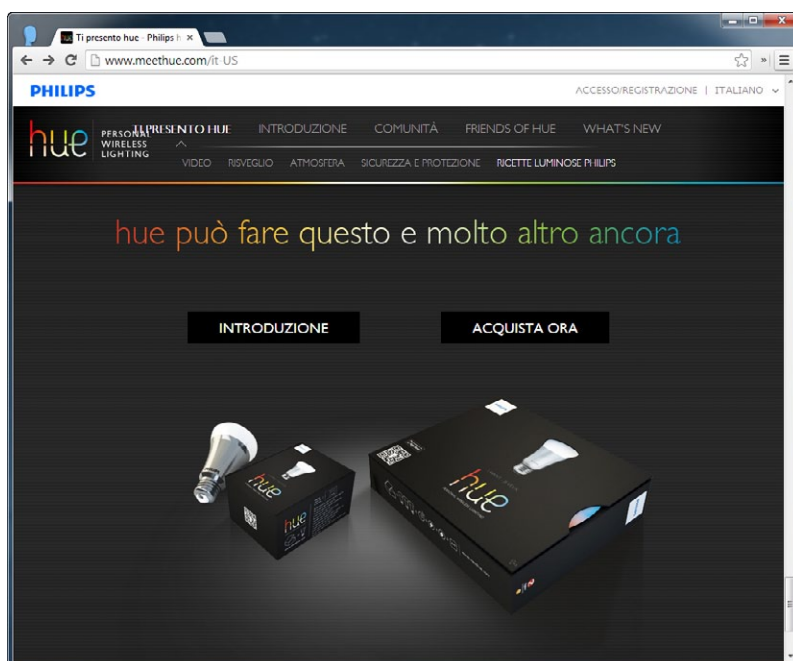 Ti presento hue - Philips h
www.meethue.com/it-US
PHILIPS
ACCESSO/REGISTRAZIONE | ITALIANO
hue
PERSONAL
WIRELESS
LIGHTING
TI PRESENTO HUE INTRODUZIONE COMUNITÀ FRIENDS OF HUE WHAT'S NEW
VIDEO RISVEGLIO ATMOSFERA SICUREZZA E PROTEZIONE RICETTE LUMINOSE PHILIPS
hue può fare questo e molto altro ancora
INTRODUZIONE ACQUISTA ORA
hue
hue
hue